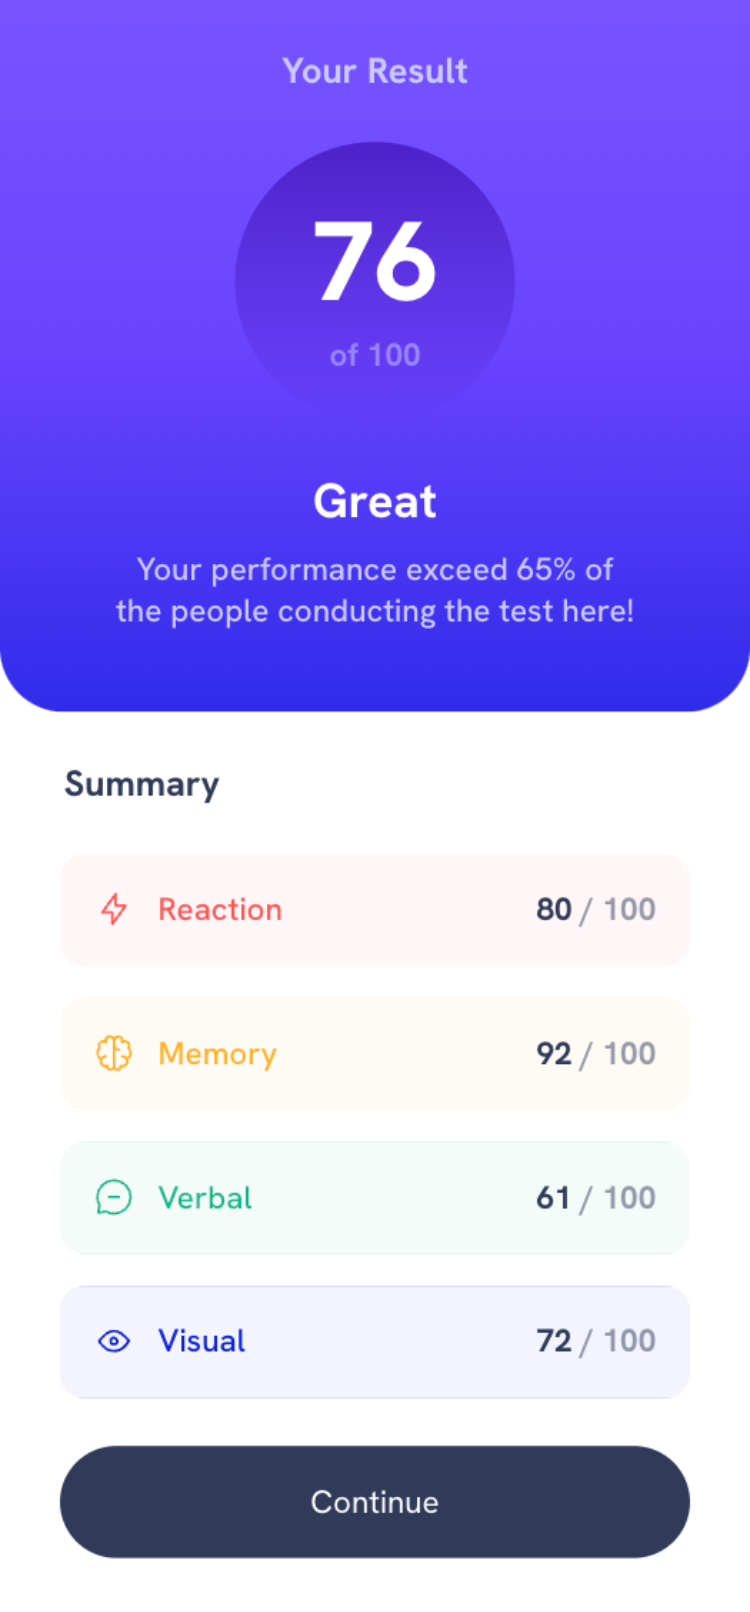 Your Result
76
of 100
Great
Your performance exceed 65% of
the people conducting the test here!
Summary
Reaction 80 / 100
Memory 92 / 100
Verbal 61 / 100
Visual 72 / 100
Continue